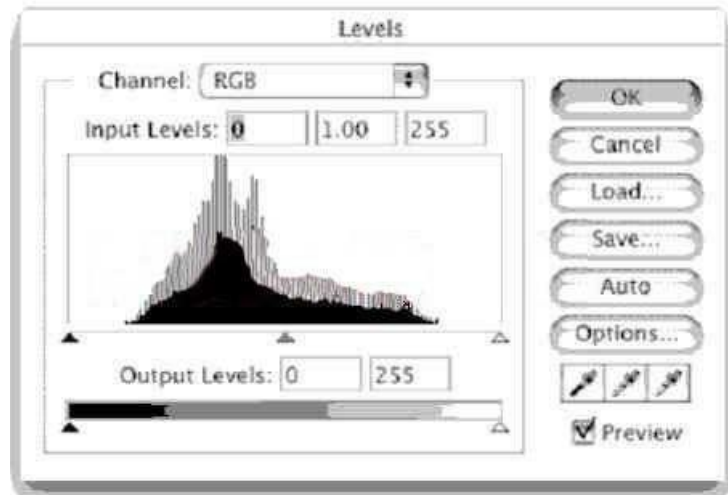 Levels
Channel: RGB
Input Levels: 0 1.00 255
Output Levels: 0 255
OK
Cancel
Load...
Save...
Auto
Options...
Preview